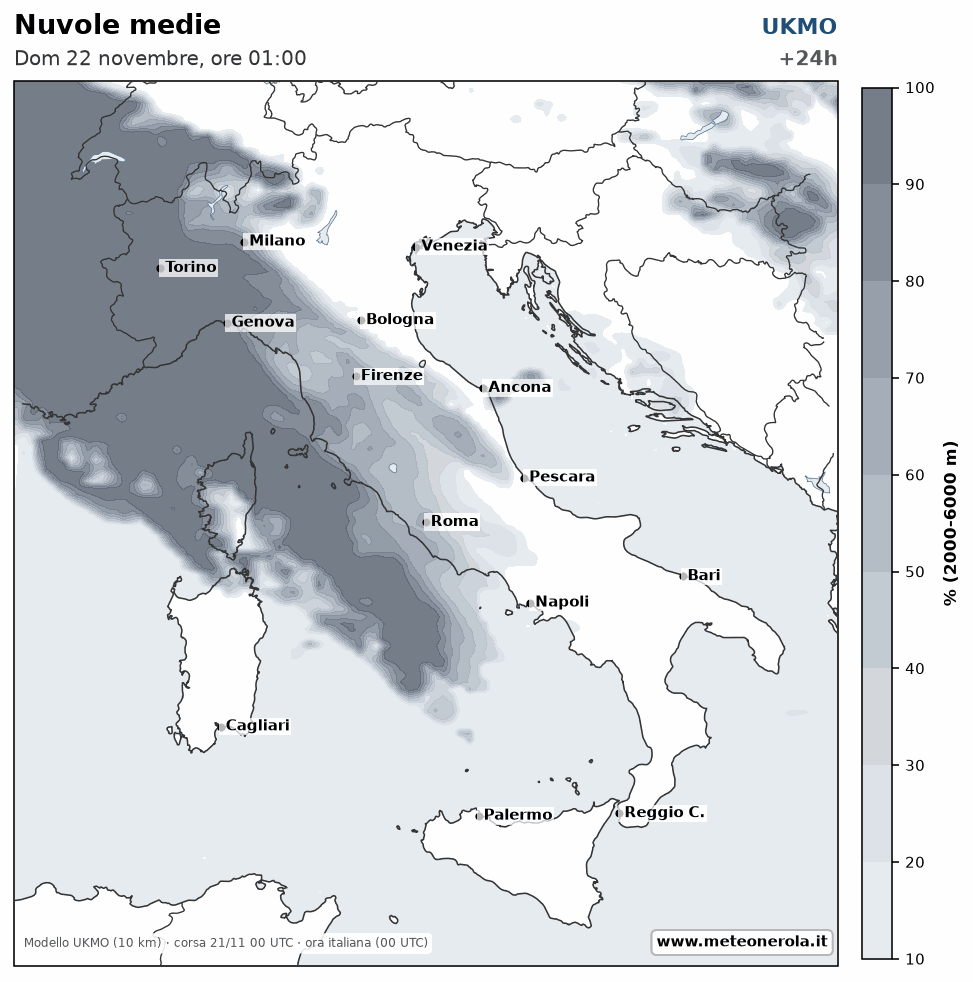 Nuvole medie
UKMO
Dom 22 novembre, ore 01:00
+24h
100
90
80
70
60
50
40
30
20
10
% (2000-6000 m)
Milano
Venezia
Torino
Genova
Bologna
Firenze
Ancona
Pescara
Roma
Bari
Napoli
Cagliari
Palermo
Reggio C.
Modello UKMO (10 km) · corsa 21/11 00 UTC · ora italiana (00 UTC)
www.meteonerola.it